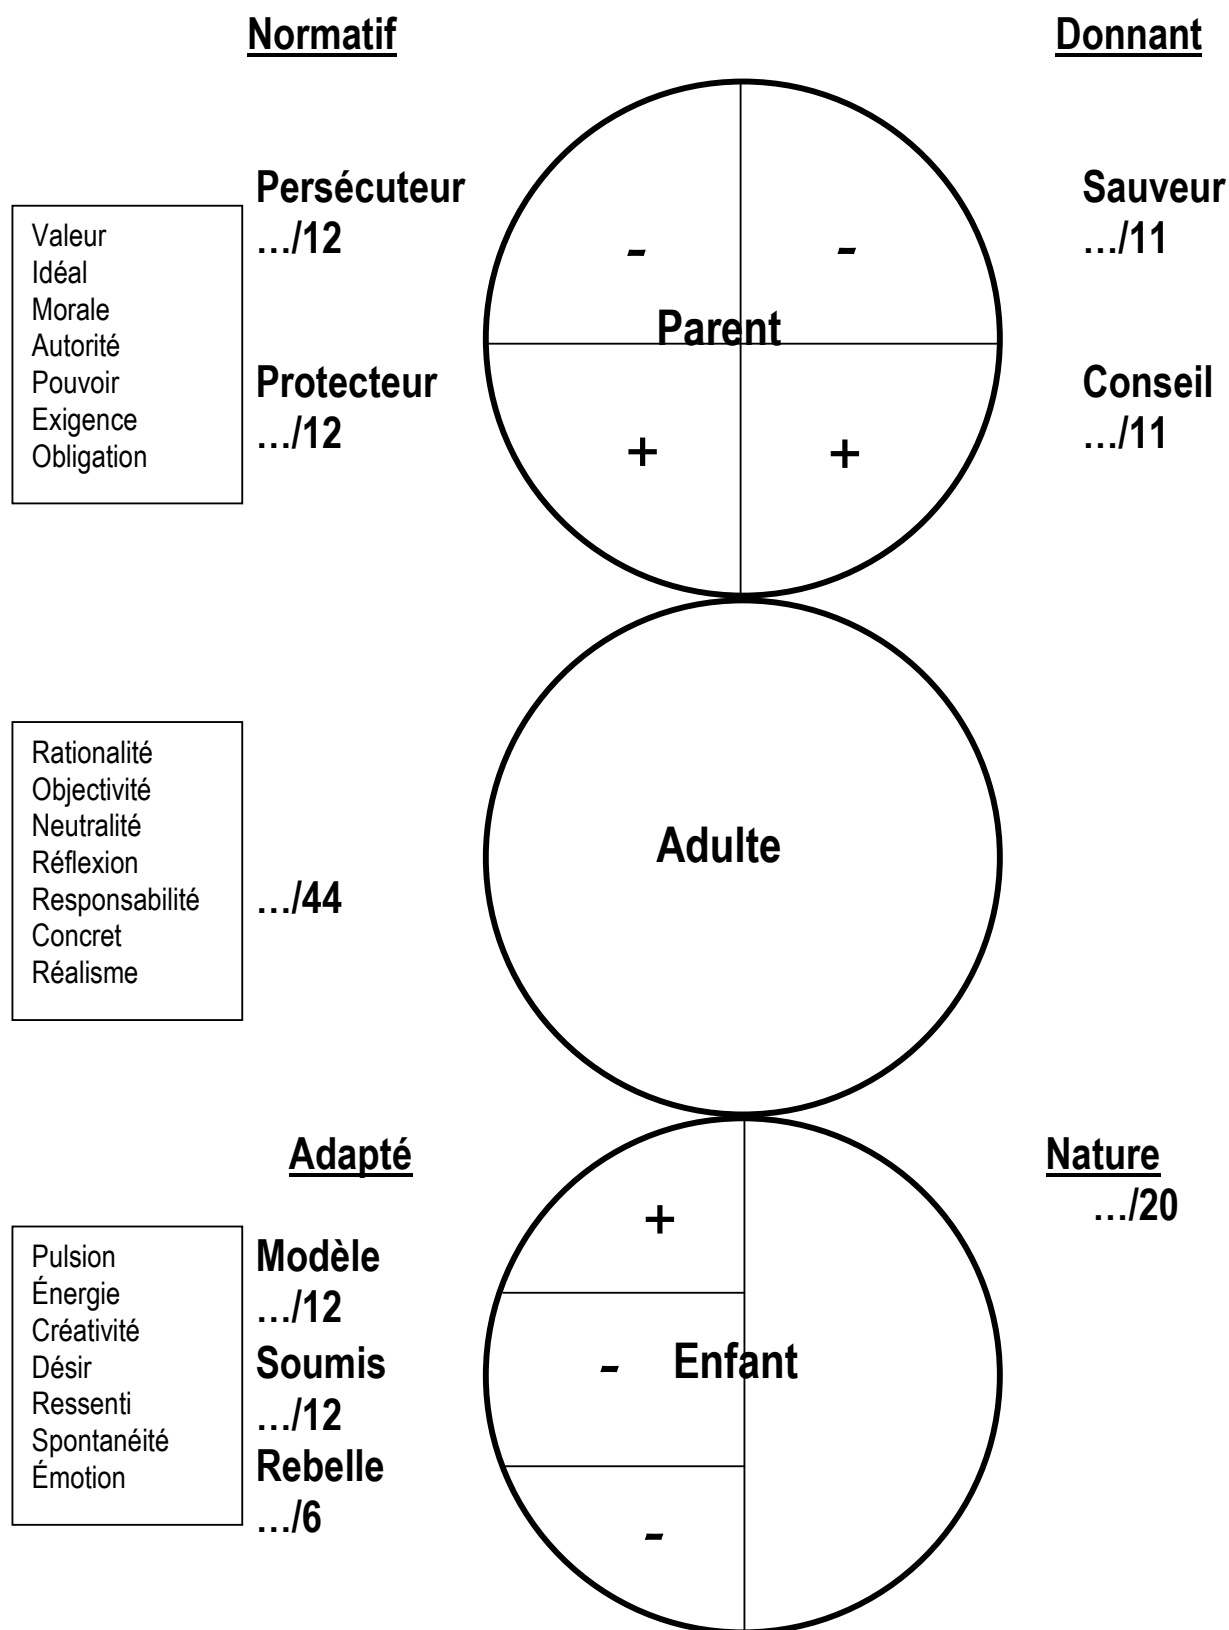 Normatif
Donnant
Persécuteur
…/12
Sauveur
…/11
Valeur
Idéal
Morale
Autorité
Pouvoir
Exigence
Obligation
-
-
Parent
Protecteur
…/12
Conseil
…/11
+
+
Rationalité
Objectivité
Neutralité
Réflexion
Responsabilité
Concret
Réalisme
…/44
Adulte
Adapté
Nature
…/20
Pulsion
Énergie
Créativité
Désir
Ressenti
Spontanéité
Émotion
+
Modèle
…/12
Soumis
…/12
-
Enfant
Rebelle
…/6
-